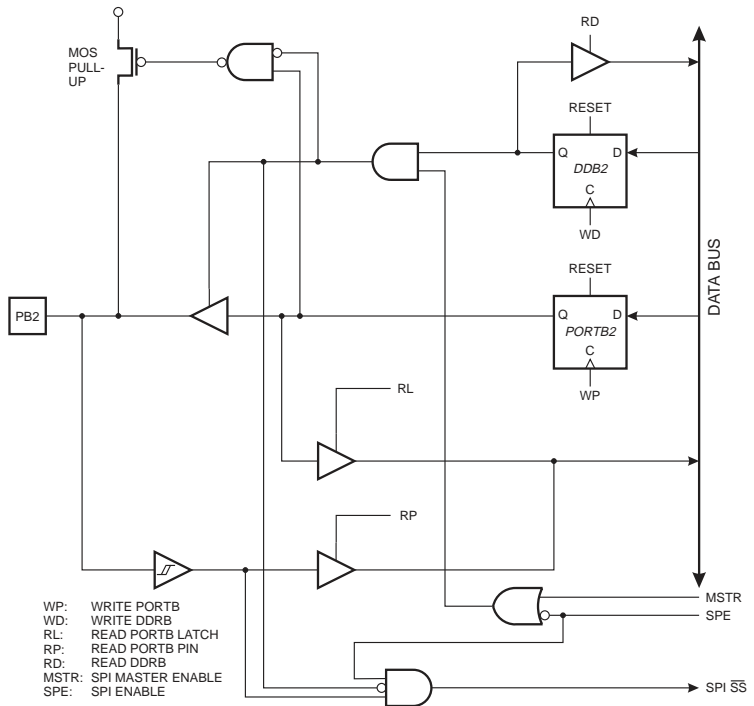 RD
MOS
PULL-
UP
RESET
Q D
DDB2
C
WD
DATA BUS
RESET
PB2
Q D
PORTB2
C
WP
RL
RP
MSTR
SPE
WP: WRITE PORTB
WD: WRITE DDRB
RL: READ PORTB LATCH
RP: READ PORTB PIN
RD: READ DDRB
MSTR: SPI MASTER ENABLE
SPE: SPI ENABLE
SPI S̅S̅